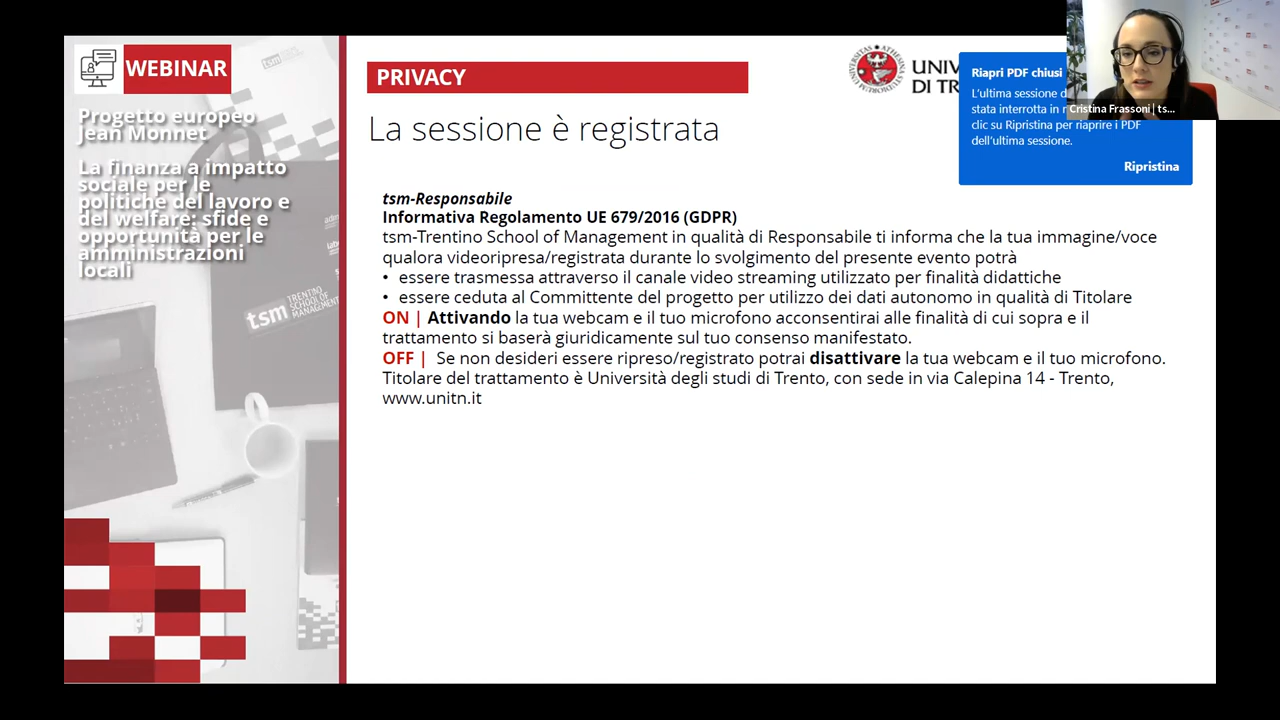 WEBINAR
Progetto europeo
Jean Monnet
La finanza a impatto
sociale per le
politiche del lavoro e
del welfare: sfide e
opportunità per le
amministrazioni
locali
tsm
TRENTINO
SCHOOL OF
MANAGEMENT
PRIVACY
La sessione è registrata
tsm-Responsabile
Informativa Regolamento UE 679/2016 (GDPR)
tsm-Trentino School of Management in qualità di Responsabile ti informa che la tua immagine/voce
qualora videoripresa/registrata durante lo svolgimento del presente evento potrà
• essere trasmessa attraverso il canale video streaming utilizzato per finalità didattiche
• essere ceduta al Committente del progetto per utilizzo dei dati autonomo in qualità di Titolare
ON | Attivando la tua webcam e il tuo microfono acconsentirai alle finalità di cui sopra e il
trattamento si baserà giuridicamente sul tuo consenso manifestato.
OFF | Se non desideri essere ripreso/registrato potrai disattivare la tua webcam e il tuo microfono.
Titolare del trattamento è Università degli studi di Trento, con sede in via Calepina 14 - Trento,
www.unitn.it
Riapri PDF chiusi
L'ultima sessione
stata interrotta in
clic su Ripristina per riaprire i PDF
dell'ultima sessione.
Ripristina
Cristina Frassoni | ts...